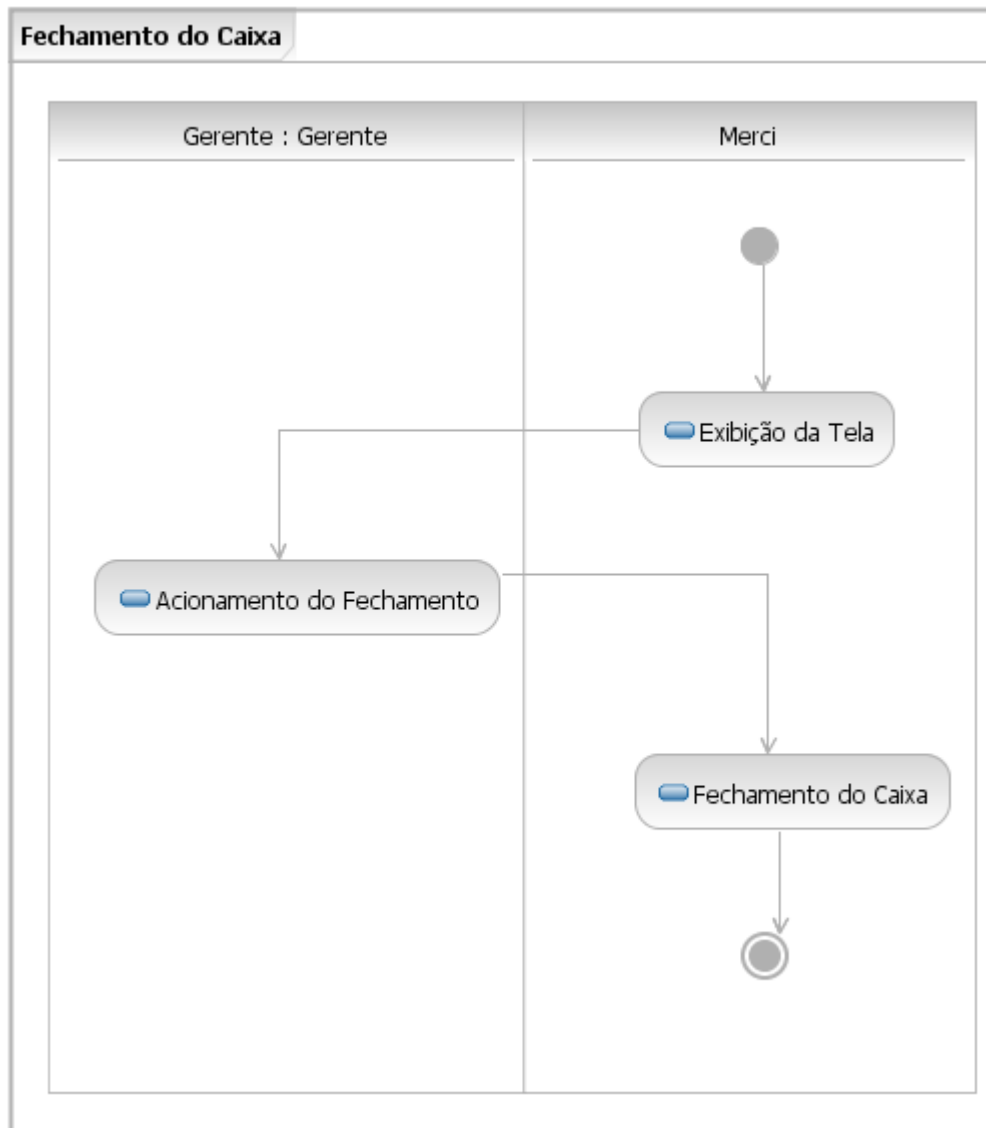 Fechamento do Caixa
Gerente : Gerente
Merci
Exibição da Tela
Acionamento do Fechamento
Fechamento do Caixa